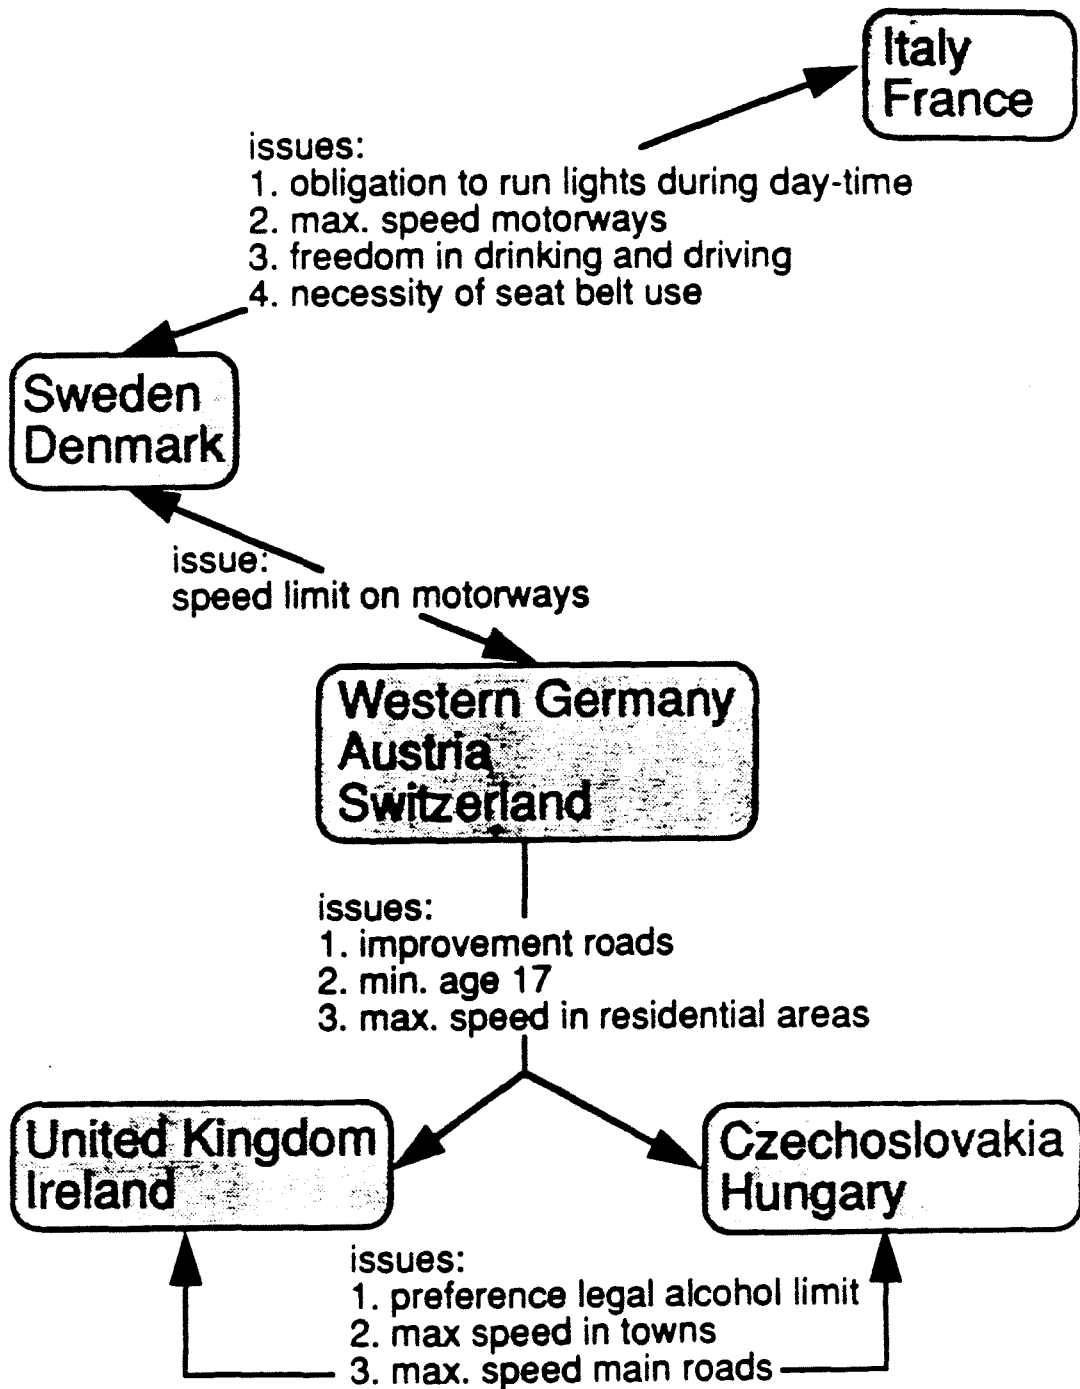 Italy
France
issues:
1. obligation to run lights during day-time
2. max. speed motorways
3. freedom in drinking and driving
4. necessity of seat belt use
Sweden
Denmark
issue:
speed limit on motorways
Western Germany
Austria
Switzerland
issues:
1. improvement roads
2. min. age 17
3. max. speed in residential areas
United Kingdom
Ireland
Czechoslovakia
Hungary
issues:
1. preference legal alcohol limit
2. max speed in towns
3. max. speed main roads